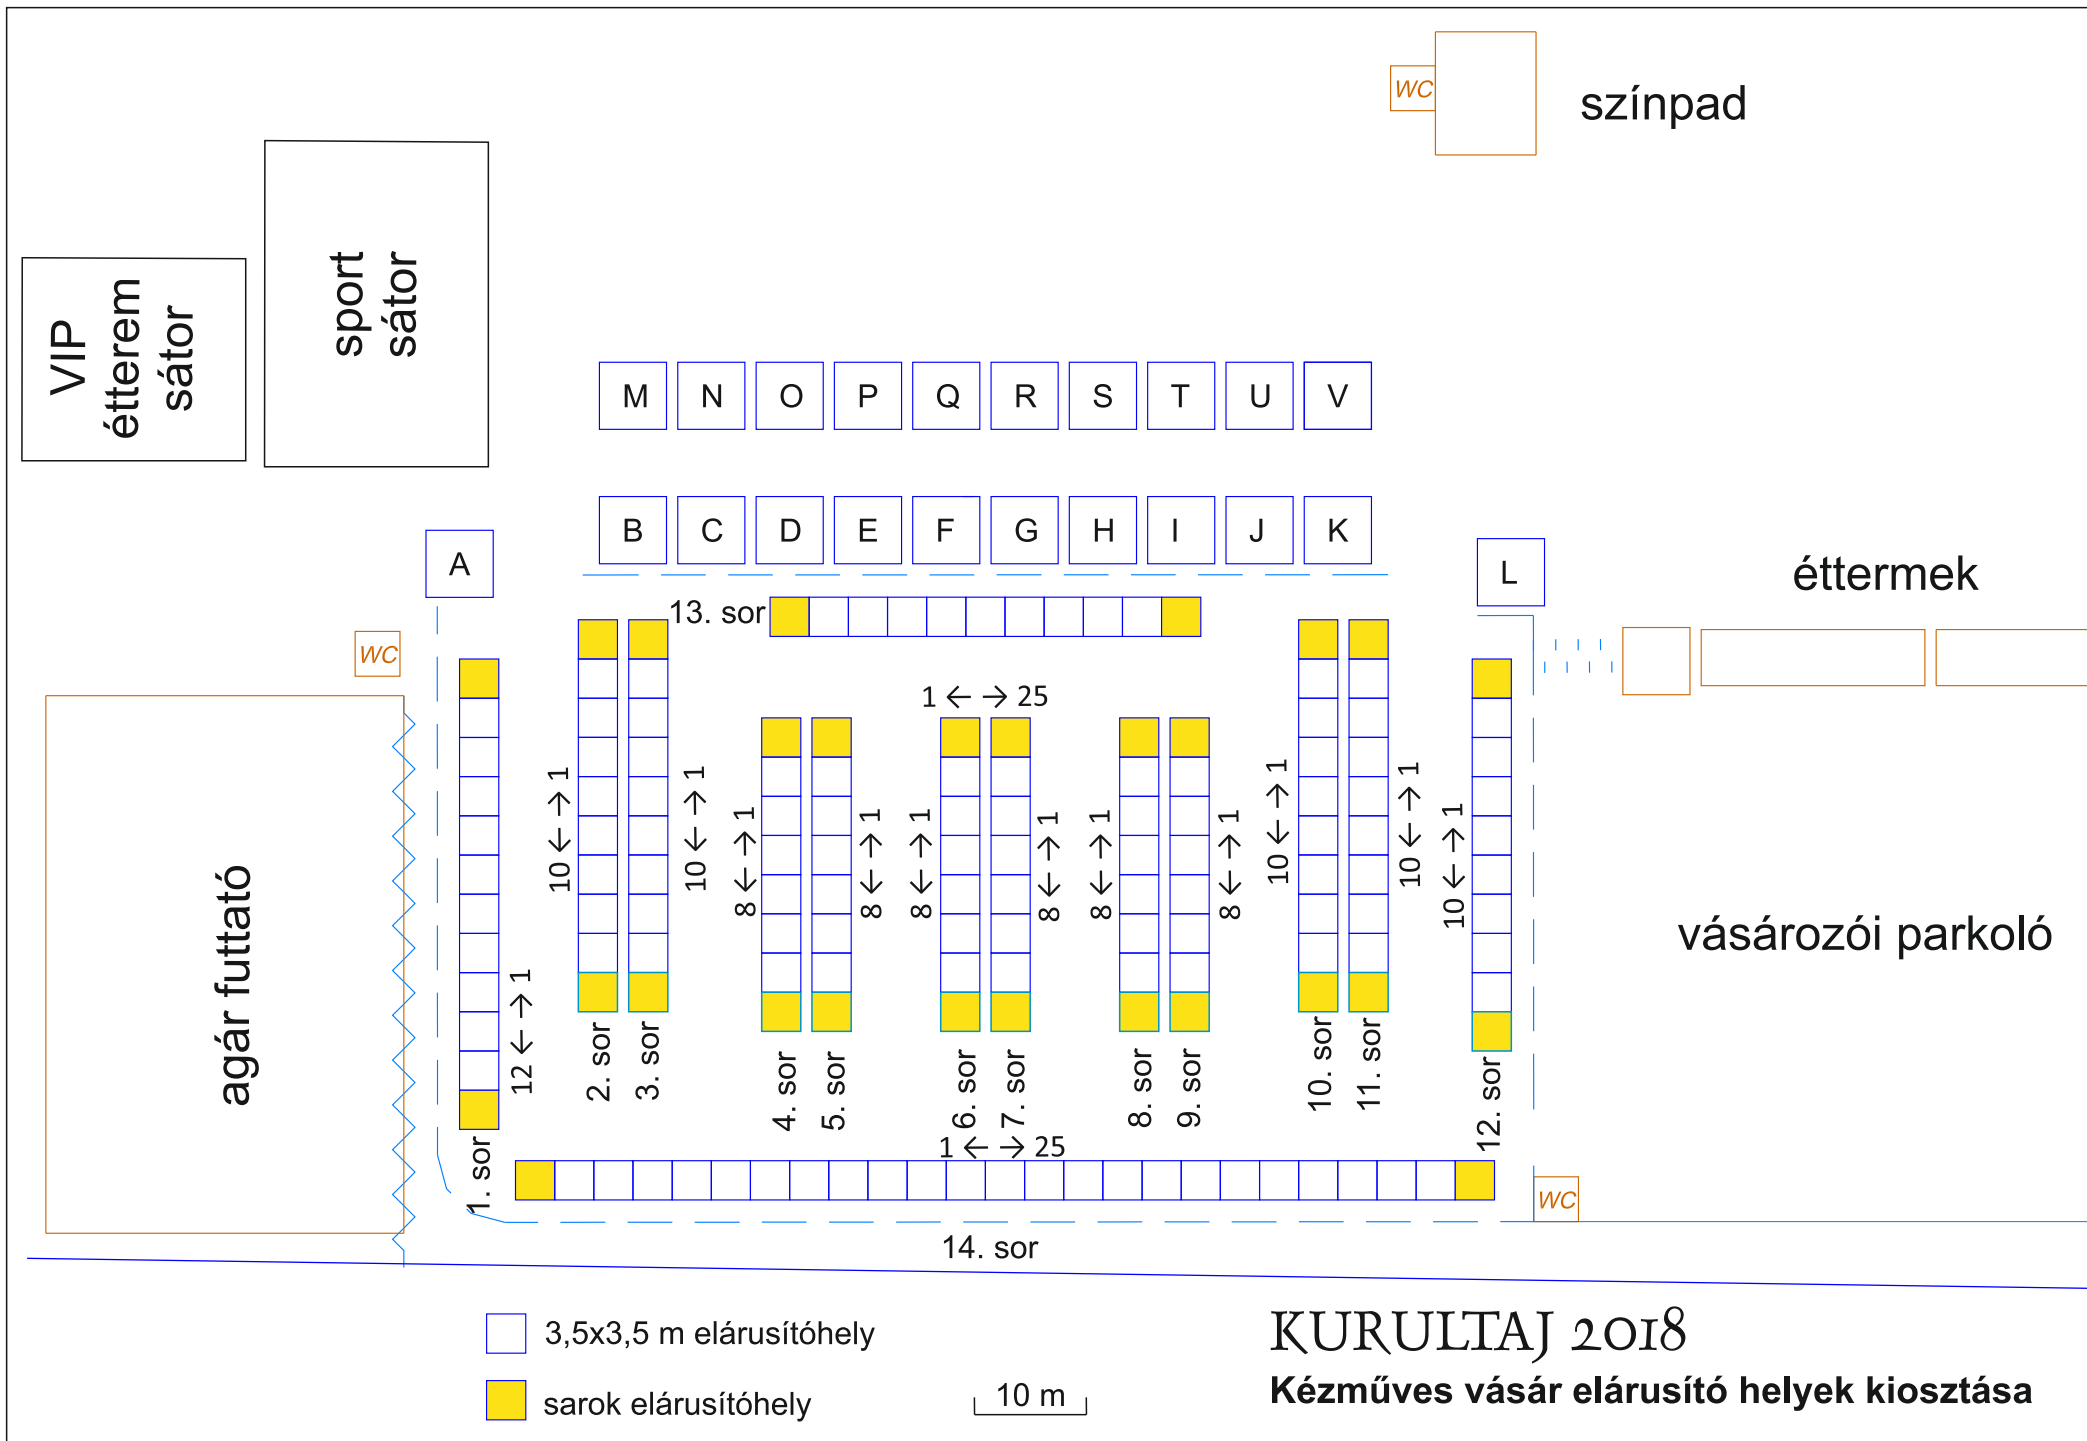 WC
színpad
VIP
étterem
sátor
sport
sátor
M N O P Q R S T U V
B C D E F G H I J K
A
L
éttermek
13. sor
WC
1 ← → 25
10 ← → 1
10 ← → 1
8 ← → 1
8 ← → 1
8 ← → 1
8 ← → 1
8 ← → 1
8 ← → 1
10 ← → 1
10 ← → 1
10 ← → 1
12 ← → 1
agár futtató
vásározói parkoló
1. sor
2. sor
3. sor
4. sor
5. sor
6. sor
7. sor
8. sor
9. sor
10. sor
11. sor
12. sor
1 ← → 25
WC
14. sor
3,5x3,5 m elárusítóhely
sarok elárusítóhely
10 m
KURULTAJ 2018
Kézműves vásár elárusító helyek kiosztása